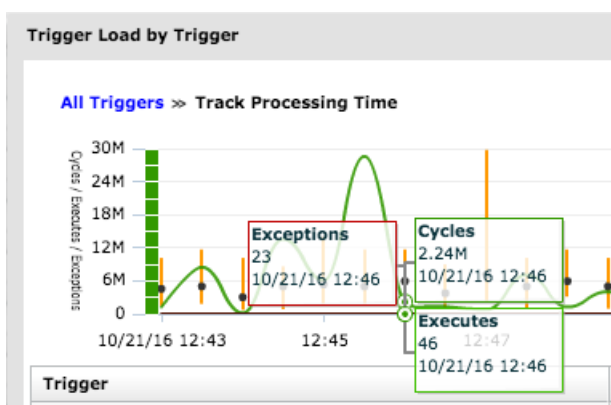 Trigger Load by Trigger
All Triggers » Track Processing Time
Cycles / Executes / Exceptions
30M
24M
18M
12M
6M
0
Exceptions
23
10/21/16 12:46
Cycles
2.24M
10/21/16 12:46
Executes
46
10/21/16 12:46
10/21/16 12:43
12:45
12:47
Trigger